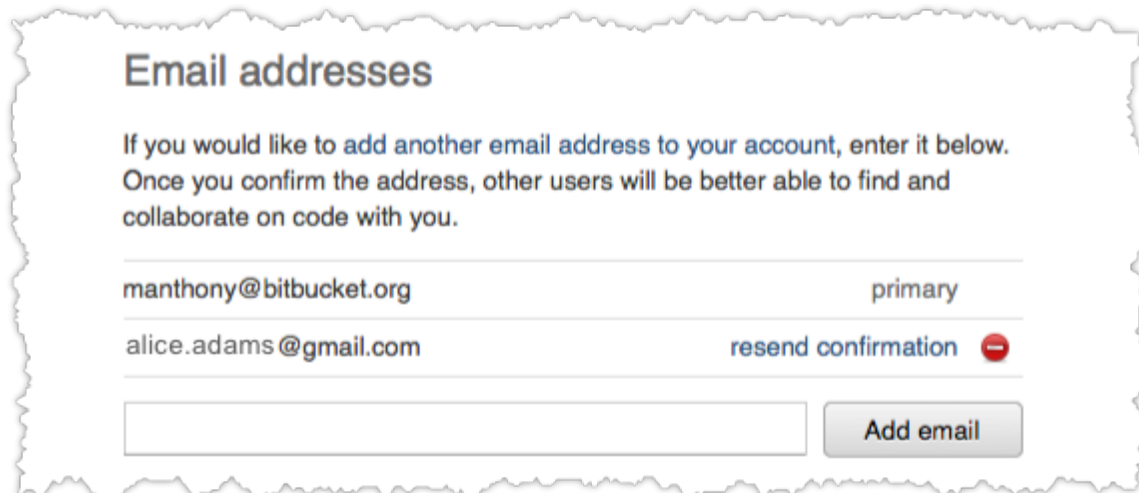 Email addresses
If you would like to add another email address to your account, enter it below.
Once you confirm the address, other users will be better able to find and
collaborate on code with you.
manthony@bitbucket.org primary
alice.adams@gmail.com resend confirmation
Add email